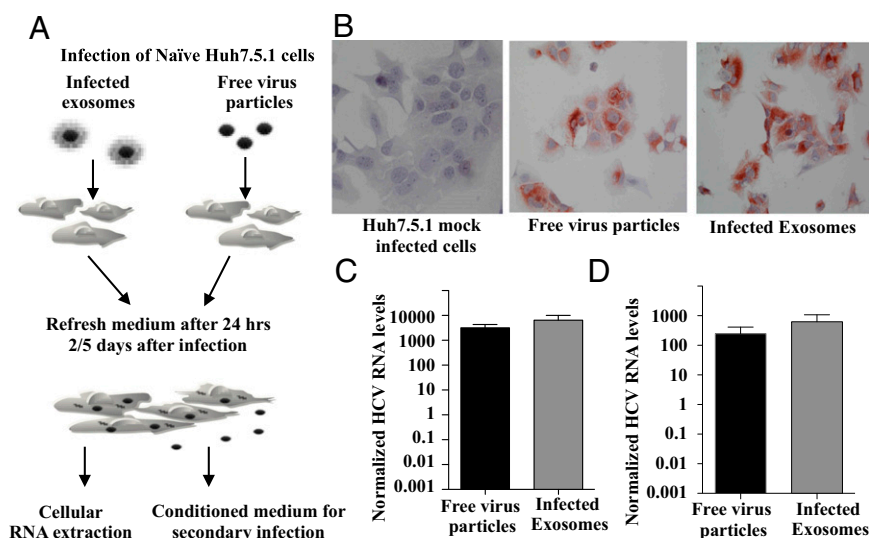 A
Infection of Naïve Huh7.5.1 cells
Infected
exosomes
Free virus
particles
Refresh medium after 24 hrs
2/5 days after infection
Cellular
RNA extraction
Conditioned medium for
secondary infection
B
Huh7.5.1 mock
infected cells
Free virus particles
Infected Exosomes
C
Normalized HCV RNA levels
10000
1000
100
10
1
0.1
0.01
0.001
Free virus
particles
Infected
Exosomes
D
Normalized HCV RNA levels
1000
100
10
1
0.1
0.01
0.001
Free virus
particles
Infected
Exosomes